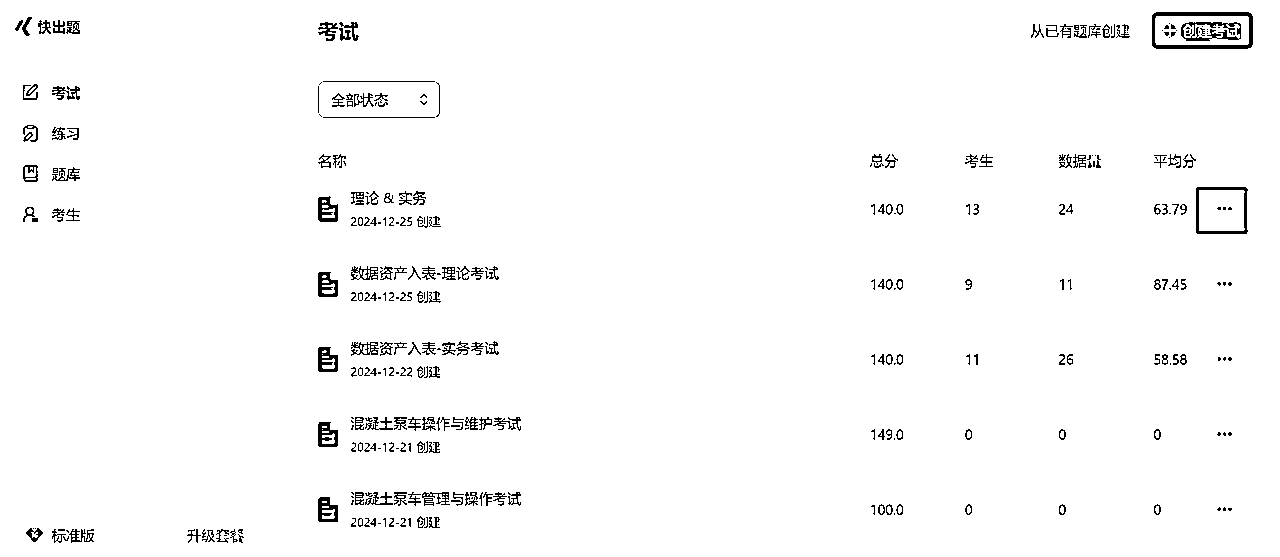 快出题
考试
练习
题库
考生
标准版 升级套餐
考试
从已有题库创建 创建考试
全部状态
名称 总分 考生 数据量 平均分
理论 & 实务 140.0 13 24 63.79
2024-12-25 创建
数据资产入表-理论考试 140.0 9 11 87.45
2024-12-25 创建
数据资产入表-实务考试 140.0 11 26 58.58
2024-12-22 创建
混凝土泵车操作与维护考试 149.0 0 0 0
2024-12-21 创建
混凝土泵车管理与操作考试 100.0 0 0 0
2024-12-21 创建